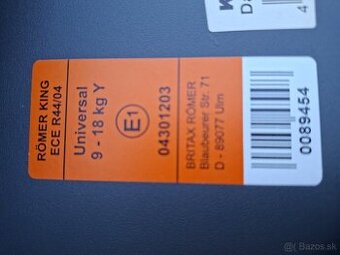 RÖMER KING
ECE R44/04
Universal
9 - 18 kg Y
E1
04301203
BRITAX RÖMER
Blaubeurer Str. 71
D - 89077 Ulm
0089454
Bazos.sk